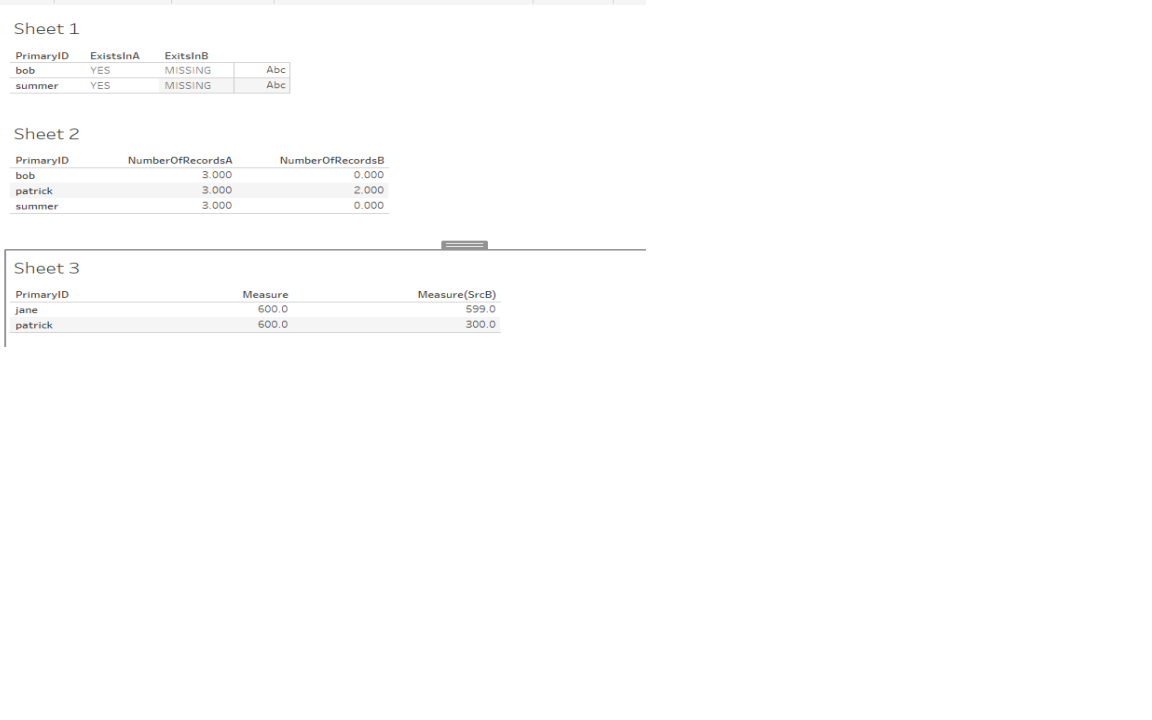 Sheet 1
PrimaryID ExistsInA ExitsInB
bob YES MISSING Abc
summer YES MISSING Abc
Sheet 2
PrimaryID NumberOfRecordsA NumberOfRecordsB
bob 3.000 0.000
patrick 3.000 2.000
summer 3.000 0.000
Sheet 3
PrimaryID Measure Measure(SrcB)
jane 600.0 599.0
patrick 600.0 300.0